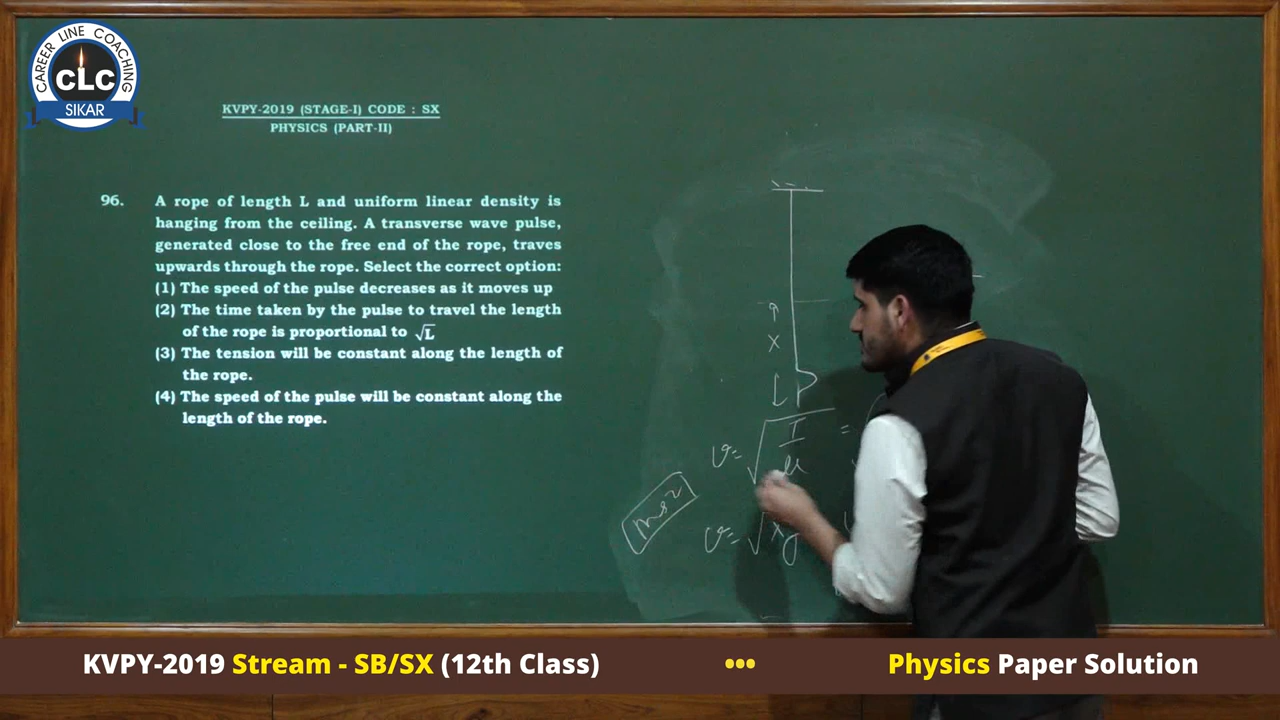 CAREER LINE COACHING
CLC
SIKAR
KVPY-2019 (STAGE-I) CODE : SX
PHYSICS (PART-II)
96. A rope of length L and uniform linear density is
hanging from the ceiling. A transverse wave pulse,
generated close to the free end of the rope, traves
upwards through the rope. Select the correct option:
(1) The speed of the pulse decreases as it moves up
(2) The time taken by the pulse to travel the length
of the rope is proportional to √L
(3) The tension will be constant along the length of
the rope.
(4) The speed of the pulse will be constant along the
length of the rope.
x
v= √T/μ =
v= √xg
KVPY-2019 Stream - SB/SX (12th Class) ••• Physics Paper Solution